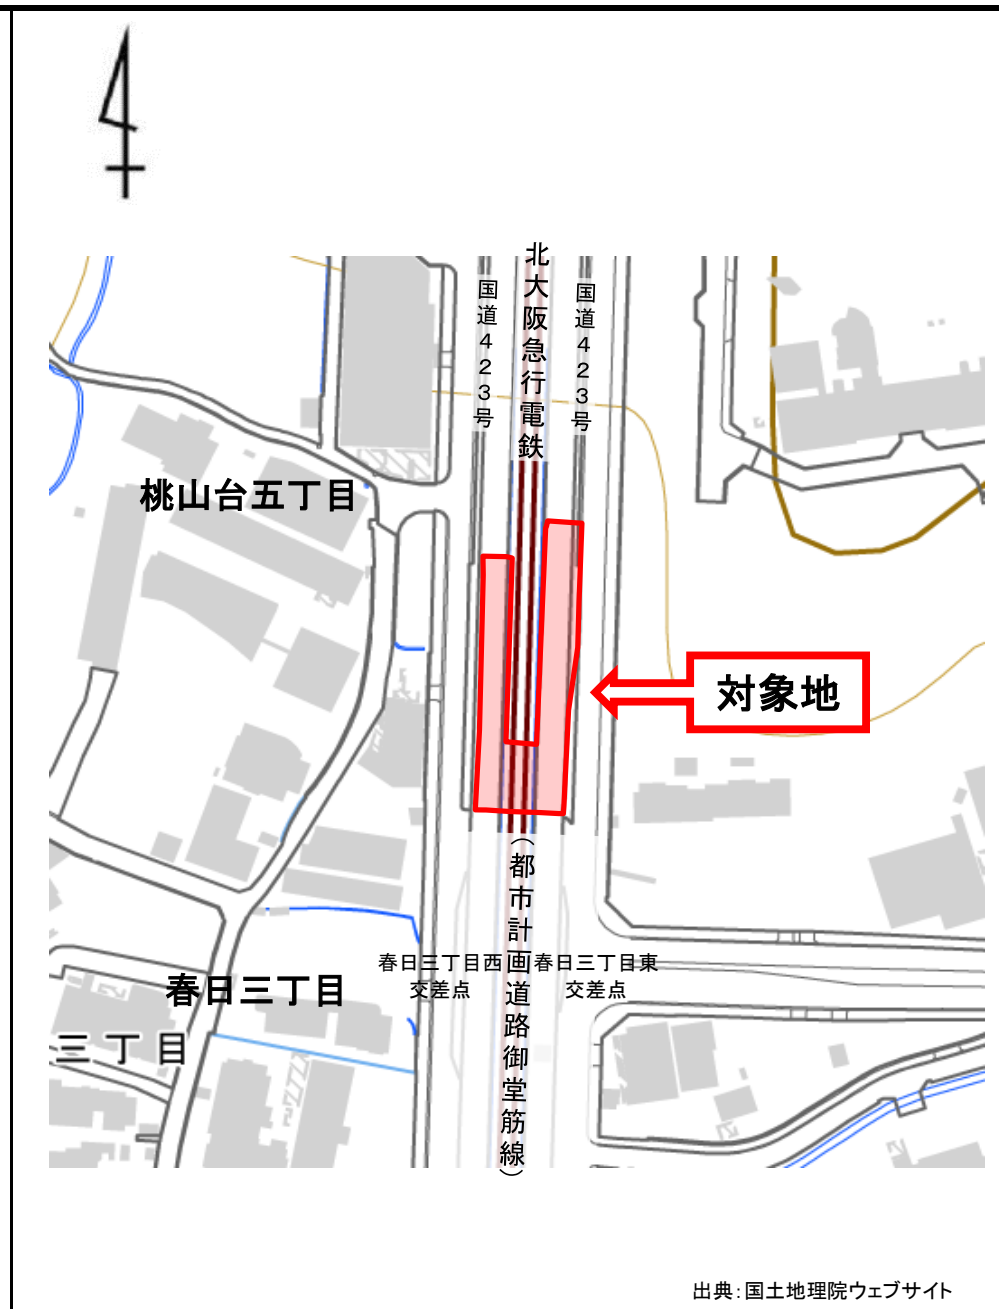 北大阪急行電鉄
国道423号
国道423号
桃山台五丁目
対象地
（都市計画道路御堂筋線）
春日三丁目西
交差点
春日三丁目東
交差点
春日三丁目
三丁目
出典：国土地理院ウェブサイト